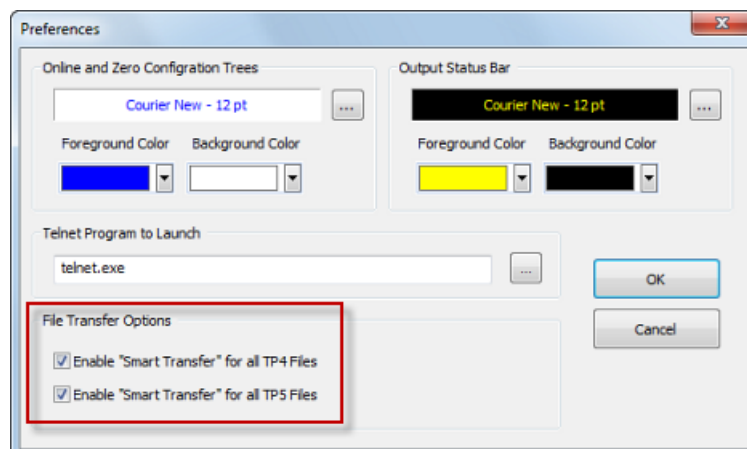 Preferences
Online and Zero Configration Trees
Output Status Bar
Courier New - 12 pt
...
Courier New - 12 pt
...
Foreground Color
Background Color
Foreground Color
Background Color
Telnet Program to Launch
telnet.exe
...
OK
File Transfer Options
Cancel
Enable "Smart Transfer" for all TP4 Files
Enable "Smart Transfer" for all TP5 Files